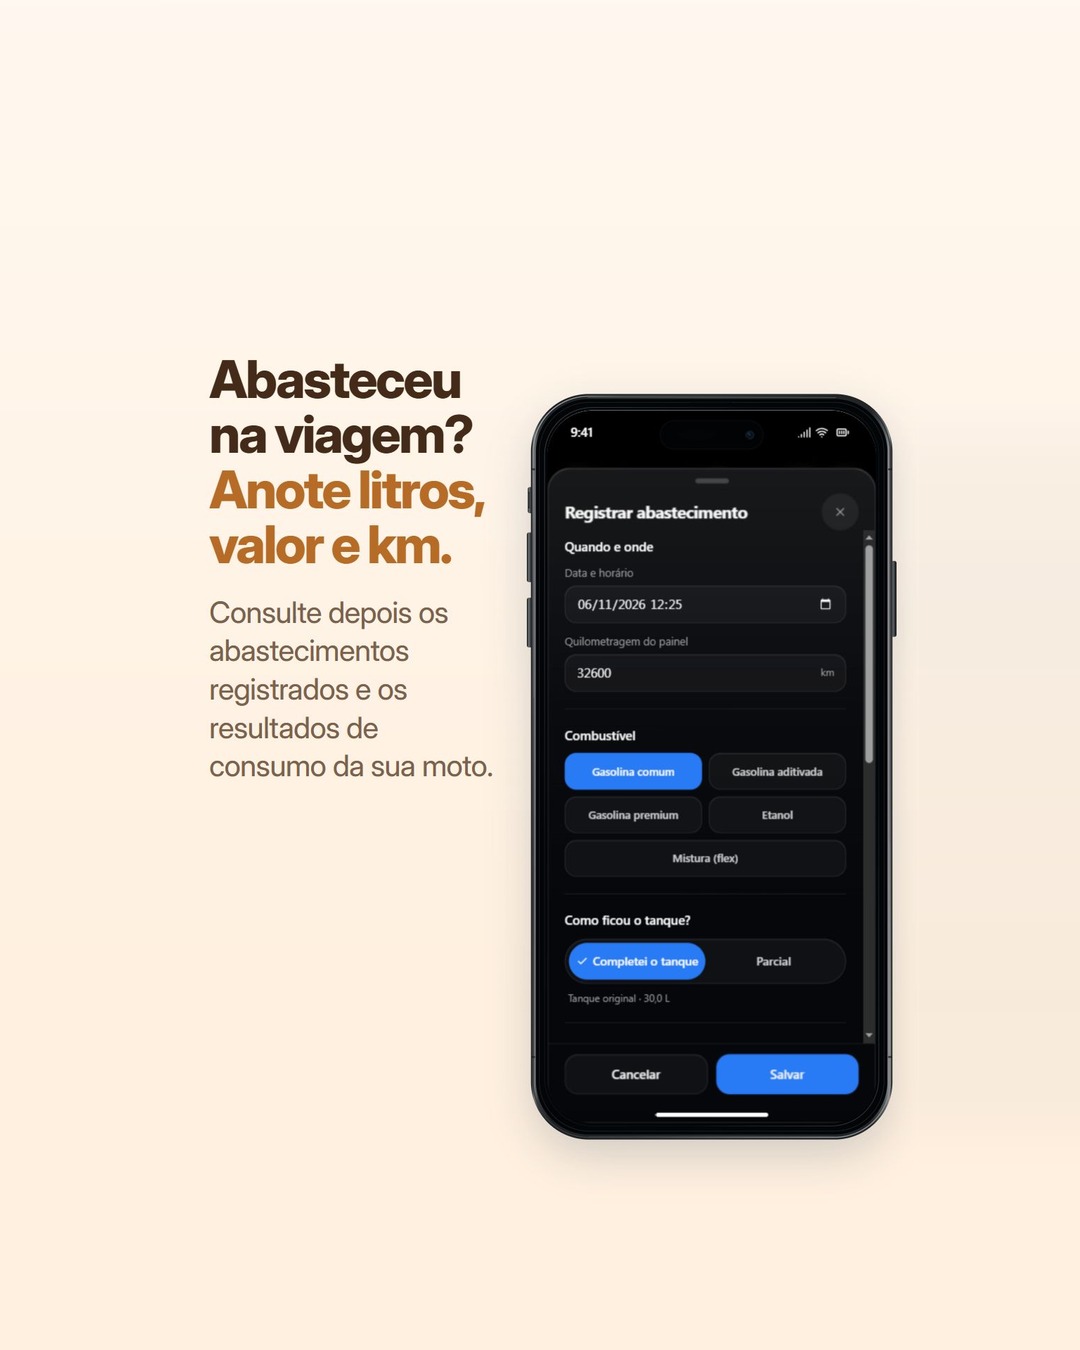 Abasteceu
na viagem?
Anote litros,
valor e km.
Consulte depois os
abastecimentos
registrados e os
resultados de
consumo da sua moto.
9:41
Registrar abastecimento
Quando e onde
Data e horário
06/11/2026 12:25
Quilometragem do painel
32600 km
Combustível
Gasolina comum Gasolina aditivada
Gasolina premium Etanol
Mistura (flex)
Como ficou o tanque?
✓ Completei o tanque Parcial
Tanque original · 30,0 L
Cancelar Salvar